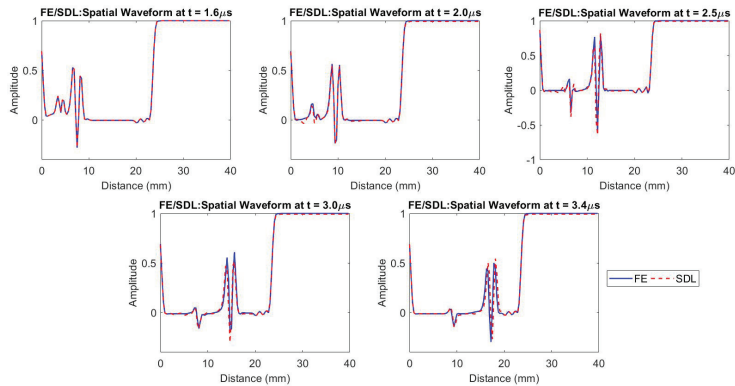 FE/SDL:Spatial Waveform at t = 1.6μs
1
0.5
0
Amplitude
0 10 20 30 40
Distance (mm)
FE/SDL:Spatial Waveform at t = 2.0μs
1
0.5
0
Amplitude
0 10 20 30 40
Distance (mm)
FE/SDL:Spatial Waveform at t = 2.5μs
1
0.5
0
-0.5
-1
Amplitude
0 10 20 30 40
Distance (mm)
FE/SDL:Spatial Waveform at t = 3.0μs
1
0.5
0
Amplitude
0 10 20 30 40
Distance (mm)
FE/SDL:Spatial Waveform at t = 3.4μs
1
0.5
0
Amplitude
0 10 20 30 40
Distance (mm)
FE SDL